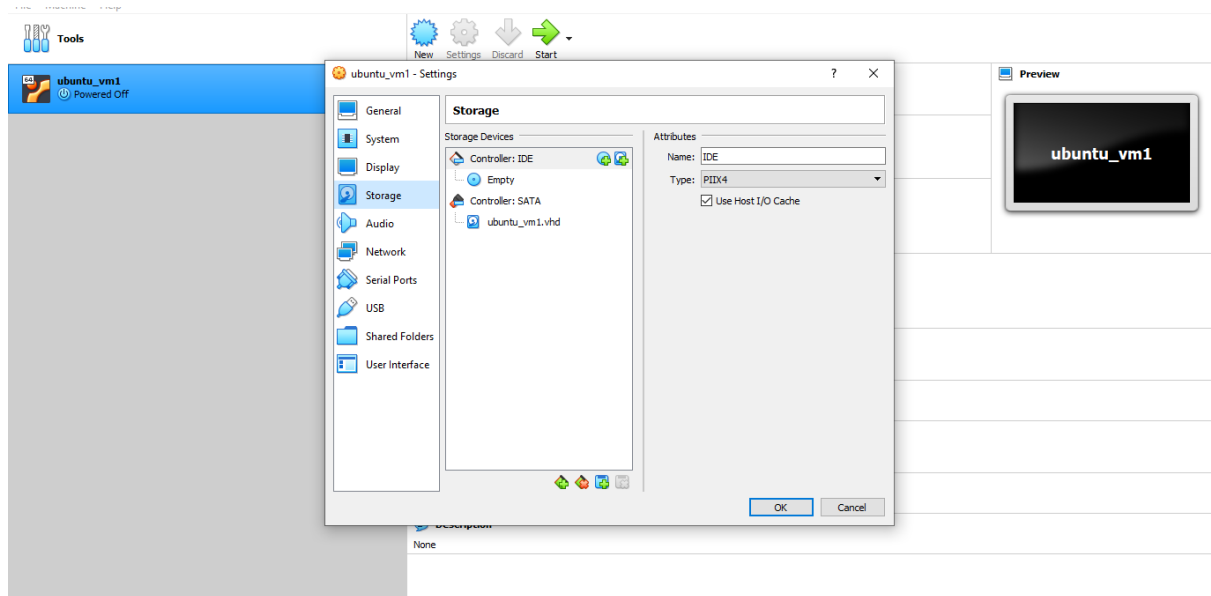 Tools
New Settings Discard Start
64
ubuntu_vm1
Powered Off
ubuntu_vm1 - Settings
?
Preview
ubuntu_vm1
General
System
Display
Storage
Audio
Network
Serial Ports
USB
Shared Folders
User Interface
Storage
Storage Devices
Controller: IDE
Empty
Controller: SATA
ubuntu_vm1.vhd
Attributes
Name: IDE
Type: PIIX4
Use Host I/O Cache
OK Cancel
None